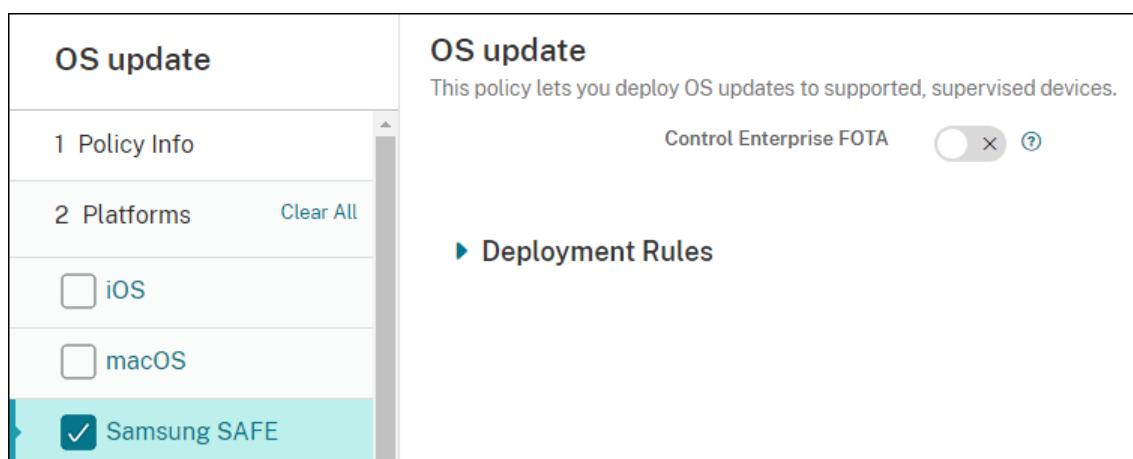 OS update
1 Policy Info
2 Platforms
Clear All
iOS
macOS
Samsung SAFE
OS update
This policy lets you deploy OS updates to supported, supervised devices.
Control Enterprise FOTA
Deployment Rules